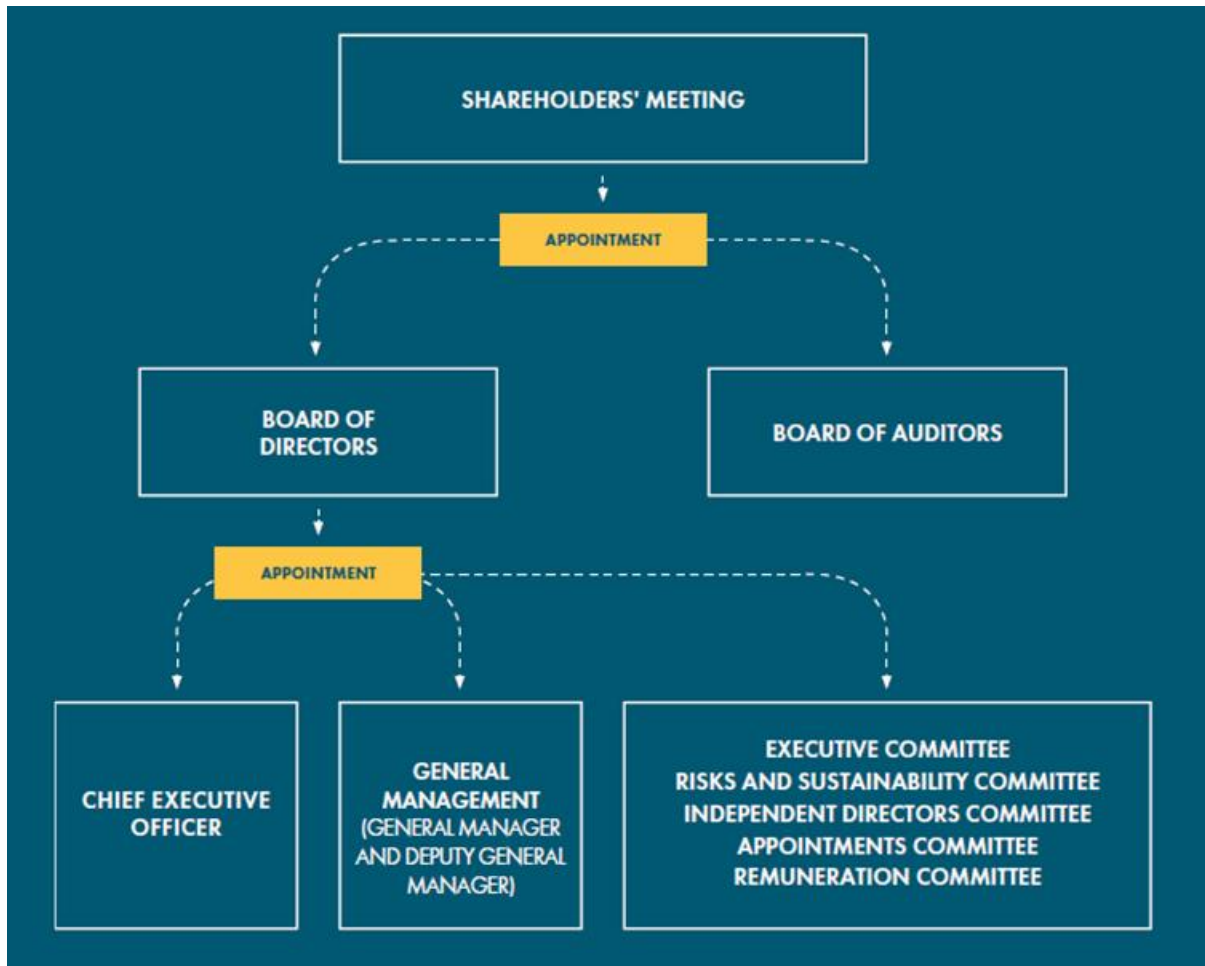 SHAREHOLDERS' MEETING
APPOINTMENT
BOARD OF
DIRECTORS
BOARD OF AUDITORS
APPOINTMENT
CHIEF EXECUTIVE
OFFICER
GENERAL
MANAGEMENT
(GENERAL MANAGER
AND DEPUTY GENERAL
MANAGER)
EXECUTIVE COMMITTEE
RISKS AND SUSTAINABILITY COMMITTEE
INDEPENDENT DIRECTORS COMMITTEE
APPOINTMENTS COMMITTEE
REMUNERATION COMMITTEE